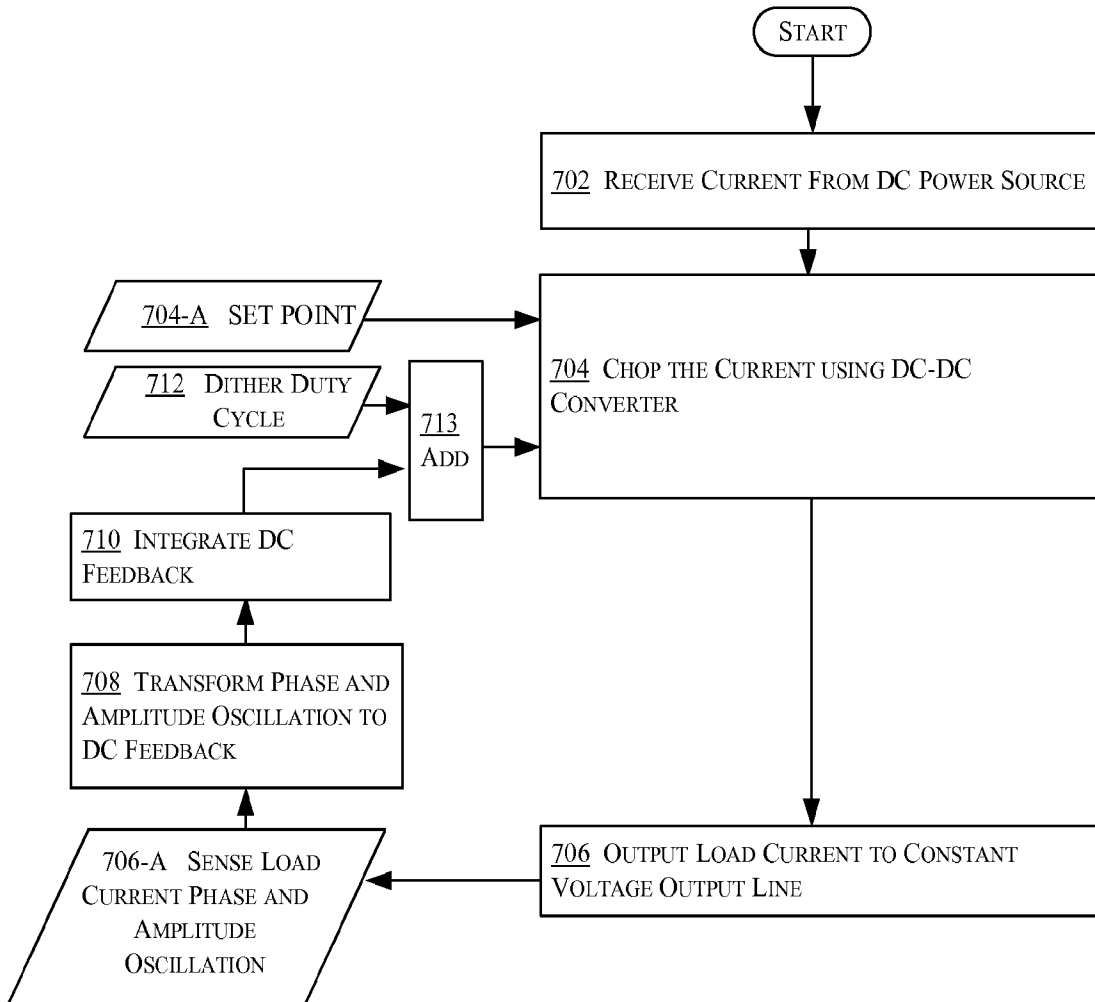 START
702 RECEIVE CURRENT FROM DC POWER SOURCE
704-A SET POINT
704 CHOP THE CURRENT USING DC-DC
CONVERTER
712 DITHER DUTY
CYCLE
713
ADD
710 INTEGRATE DC
FEEDBACK
708 TRANSFORM PHASE AND
AMPLITUDE OSCILLATION TO
DC FEEDBACK
706 OUTPUT LOAD CURRENT TO CONSTANT
VOLTAGE OUTPUT LINE
706-A SENSE LOAD
CURRENT PHASE AND
AMPLITUDE
OSCILLATION